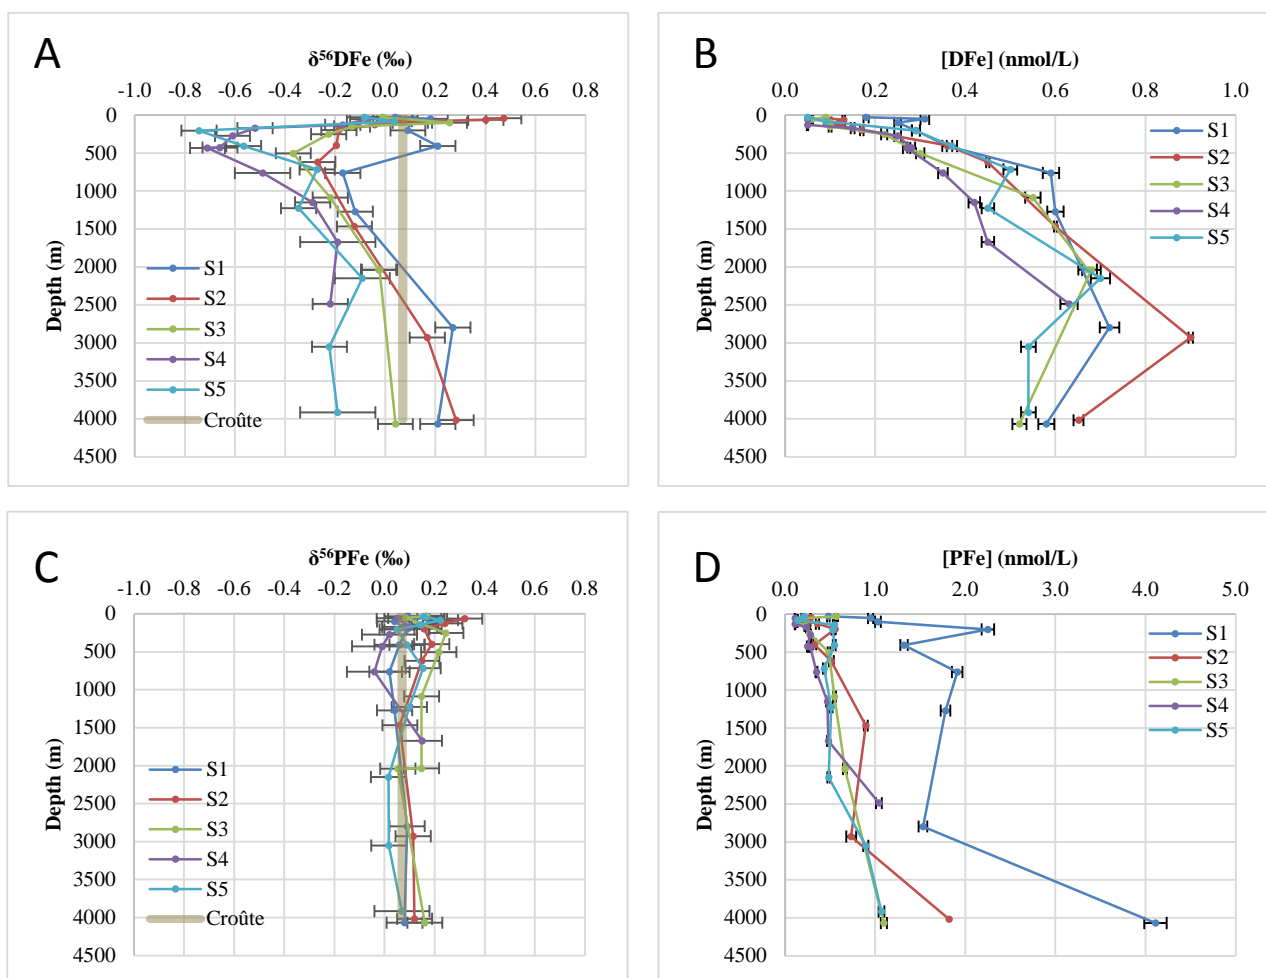 A
δ⁵⁶DFe (‰)
-1.0 -0.8 -0.6 -0.4 -0.2 0.0 0.2 0.4 0.6 0.8
0
500
1000
1500
2000
2500
3000
3500
4000
4500
Depth (m)
S1
S2
S3
S4
S5
Croûte
B
[DFe] (nmol/L)
0.0 0.2 0.4 0.6 0.8 1.0
0
500
1000
1500
2000
2500
3000
3500
4000
4500
Depth (m)
S1
S2
S3
S4
S5
C
δ⁵⁶PFe (‰)
-1.0 -0.8 -0.6 -0.4 -0.2 0.0 0.2 0.4 0.6 0.8
0
500
1000
1500
2000
2500
3000
3500
4000
4500
Depth (m)
S1
S2
S3
S4
S5
Croûte
D
[PFe] (nmol/L)
0.0 1.0 2.0 3.0 4.0 5.0
0
500
1000
1500
2000
2500
3000
3500
4000
4500
Depth (m)
S1
S2
S3
S4
S5